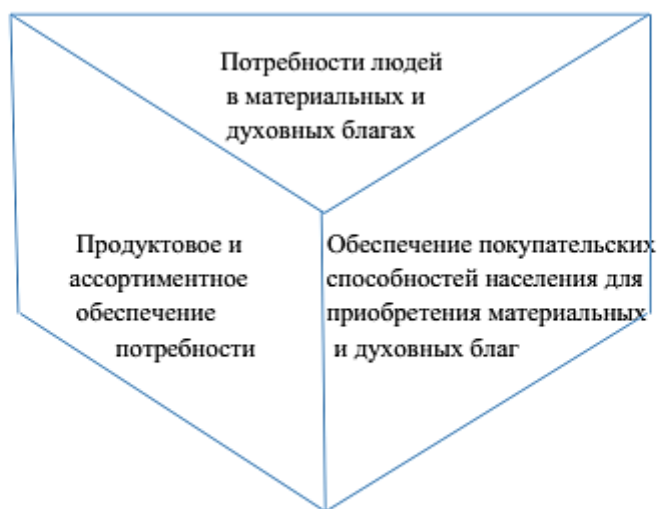 Потребности людей
в материальных и
духовных благах
Продуктовое и
ассортиментное
обеспечение
потребности
Обеспечение покупательских
способностей населения для
приобретения материальных
и духовных благ